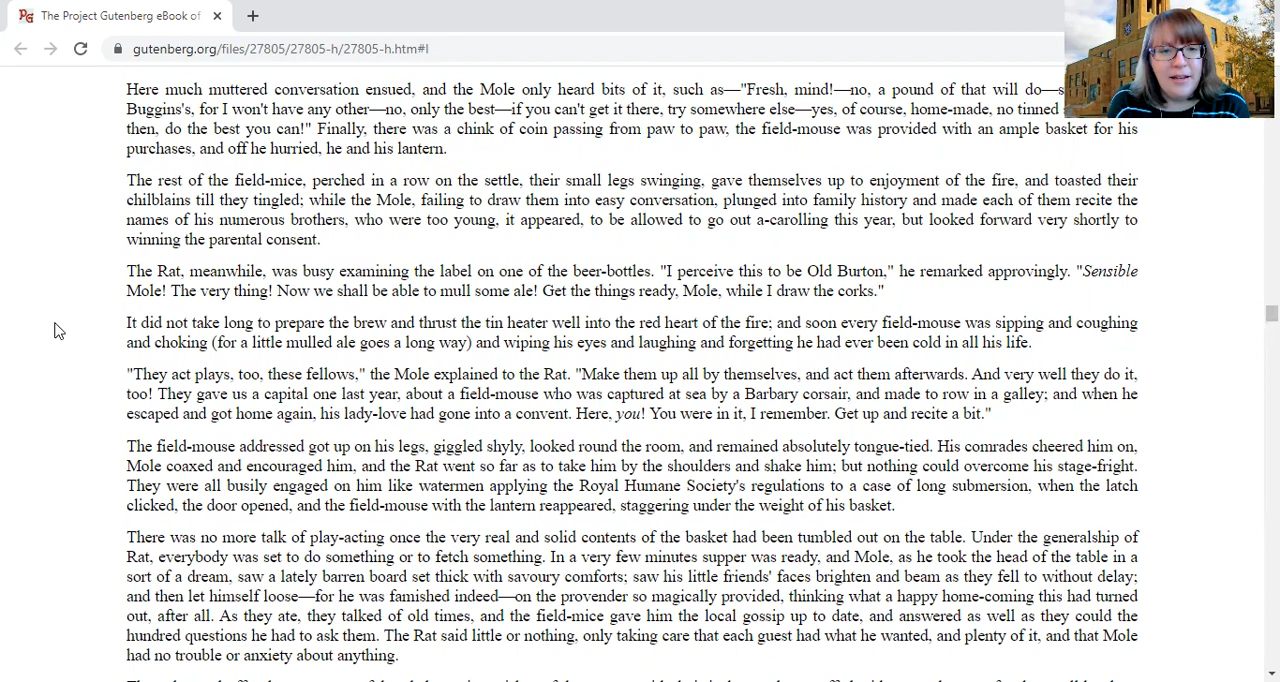 The Project Gutenberg eBook of
gutenberg.org/files/27805/27805-h/27805-h.htm#I
Here much muttered conversation ensued, and the Mole only heard bits of it, such as—"Fresh, mind!—no, a pound of that will do—s
Buggins's, for I won't have any other—no, only the best—if you can't get it there, try somewhere else—yes, of course, home-made, no tinned
then, do the best you can!" Finally, there was a chink of coin passing from paw to paw, the field-mouse was provided with an ample basket for his
purchases, and off he hurried, he and his lantern.
The rest of the field-mice, perched in a row on the settle, their small legs swinging, gave themselves up to enjoyment of the fire, and toasted their
chilblains till they tingled; while the Mole, failing to draw them into easy conversation, plunged into family history and made each of them recite the
names of his numerous brothers, who were too young, it appeared, to be allowed to go out a-carolling this year, but looked forward very shortly to
winning the parental consent.
The Rat, meanwhile, was busy examining the label on one of the beer-bottles. "I perceive this to be Old Burton," he remarked approvingly. "Sensible
Mole! The very thing! Now we shall be able to mull some ale! Get the things ready, Mole, while I draw the corks."
It did not take long to prepare the brew and thrust the tin heater well into the red heart of the fire; and soon every field-mouse was sipping and coughing
and choking (for a little mulled ale goes a long way) and wiping his eyes and laughing and forgetting he had ever been cold in all his life.
"They act plays, too, these fellows," the Mole explained to the Rat. "Make them up all by themselves, and act them afterwards. And very well they do it,
too! They gave us a capital one last year, about a field-mouse who was captured at sea by a Barbary corsair, and made to row in a galley; and when he
escaped and got home again, his lady-love had gone into a convent. Here, you! You were in it, I remember. Get up and recite a bit."
The field-mouse addressed got up on his legs, giggled shyly, looked round the room, and remained absolutely tongue-tied. His comrades cheered him on,
Mole coaxed and encouraged him, and the Rat went so far as to take him by the shoulders and shake him; but nothing could overcome his stage-fright.
They were all busily engaged on him like watermen applying the Royal Humane Society's regulations to a case of long submersion, when the latch
clicked, the door opened, and the field-mouse with the lantern reappeared, staggering under the weight of his basket.
There was no more talk of play-acting once the very real and solid contents of the basket had been tumbled out on the table. Under the generalship of
Rat, everybody was set to do something or to fetch something. In a very few minutes supper was ready, and Mole, as he took the head of the table in a
sort of a dream, saw a lately barren board set thick with savoury comforts; saw his little friends' faces brighten and beam as they fell to without delay;
and then let himself loose—for he was famished indeed—on the provender so magically provided, thinking what a happy home-coming this had turned
out, after all. As they ate, they talked of old times, and the field-mice gave him the local gossip up to date, and answered as well as they could the
hundred questions he had to ask them. The Rat said little or nothing, only taking care that each guest had what he wanted, and plenty of it, and that Mole
had no trouble or anxiety about anything.